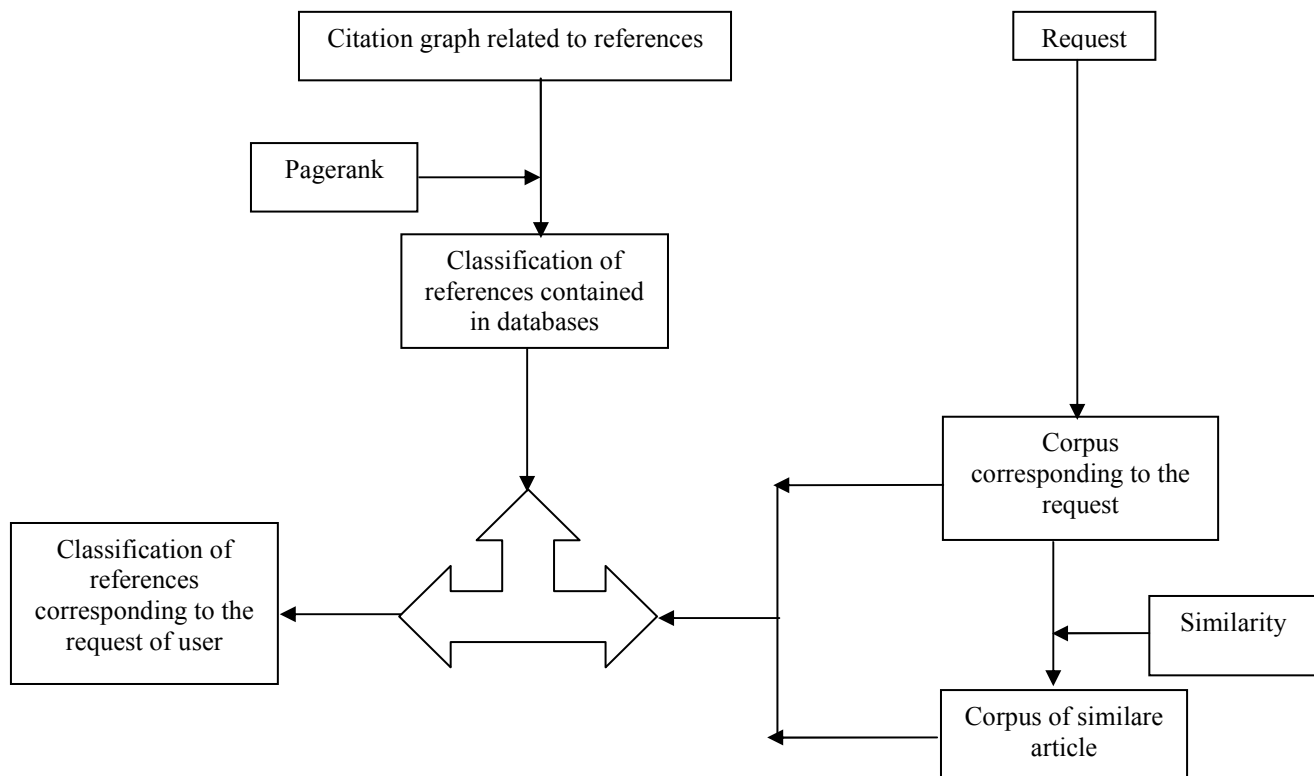 Citation graph related to references
Request
Pagerank
Classification of
references contained
in databases
Corpus
corresponding to the
request
Classification of
references
corresponding to the
request of user
Similarity
Corpus of similare
article